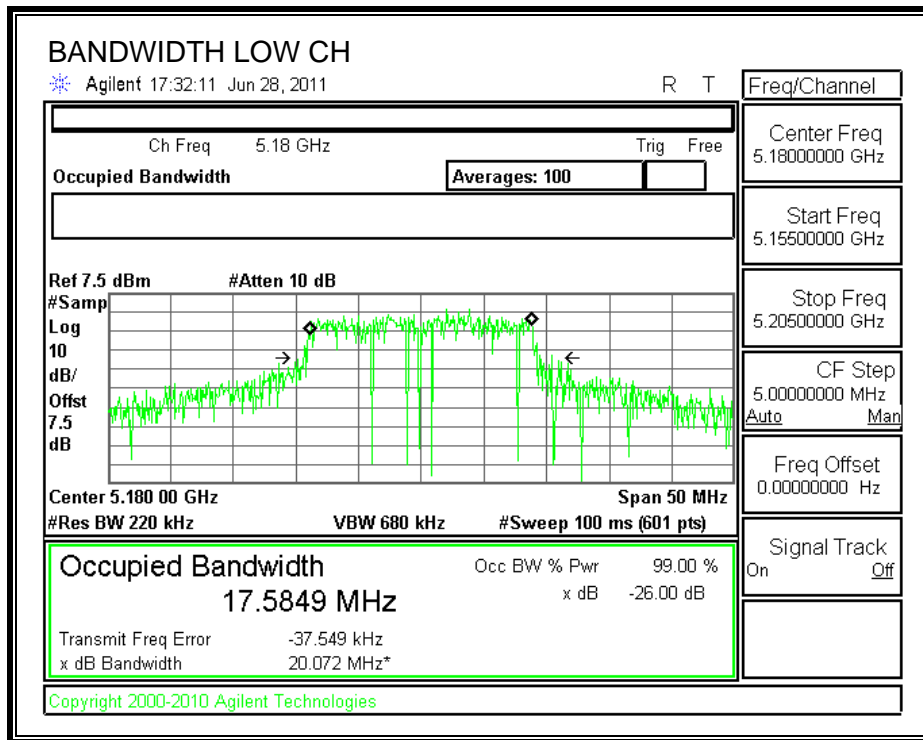 BANDWIDTH LOW CH
Agilent 17:32:11 Jun 28, 2011 R T
Freq/Channel
Ch Freq 5.18 GHz Trig Free
Occupied Bandwidth Averages: 100
Center Freq
5.18000000 GHz
Start Freq
5.15500000 GHz
Stop Freq
5.20500000 GHz
CF Step
5.00000000 MHz
Auto Man
Freq Offset
0.00000000 Hz
Signal Track
On Off
Ref 7.5 dBm #Atten 10 dB
#Samp
Log
10
dB/
Offst
7.5
dB
Center 5.180 00 GHz Span 50 MHz
#Res BW 220 kHz VBW 680 kHz #Sweep 100 ms (601 pts)
Occupied Bandwidth Occ BW % Pwr 99.00 %
17.5849 MHz x dB -26.00 dB
Transmit Freq Error -37.549 kHz
x dB Bandwidth 20.072 MHz*
Copyright 2000-2010 Agilent Technologies